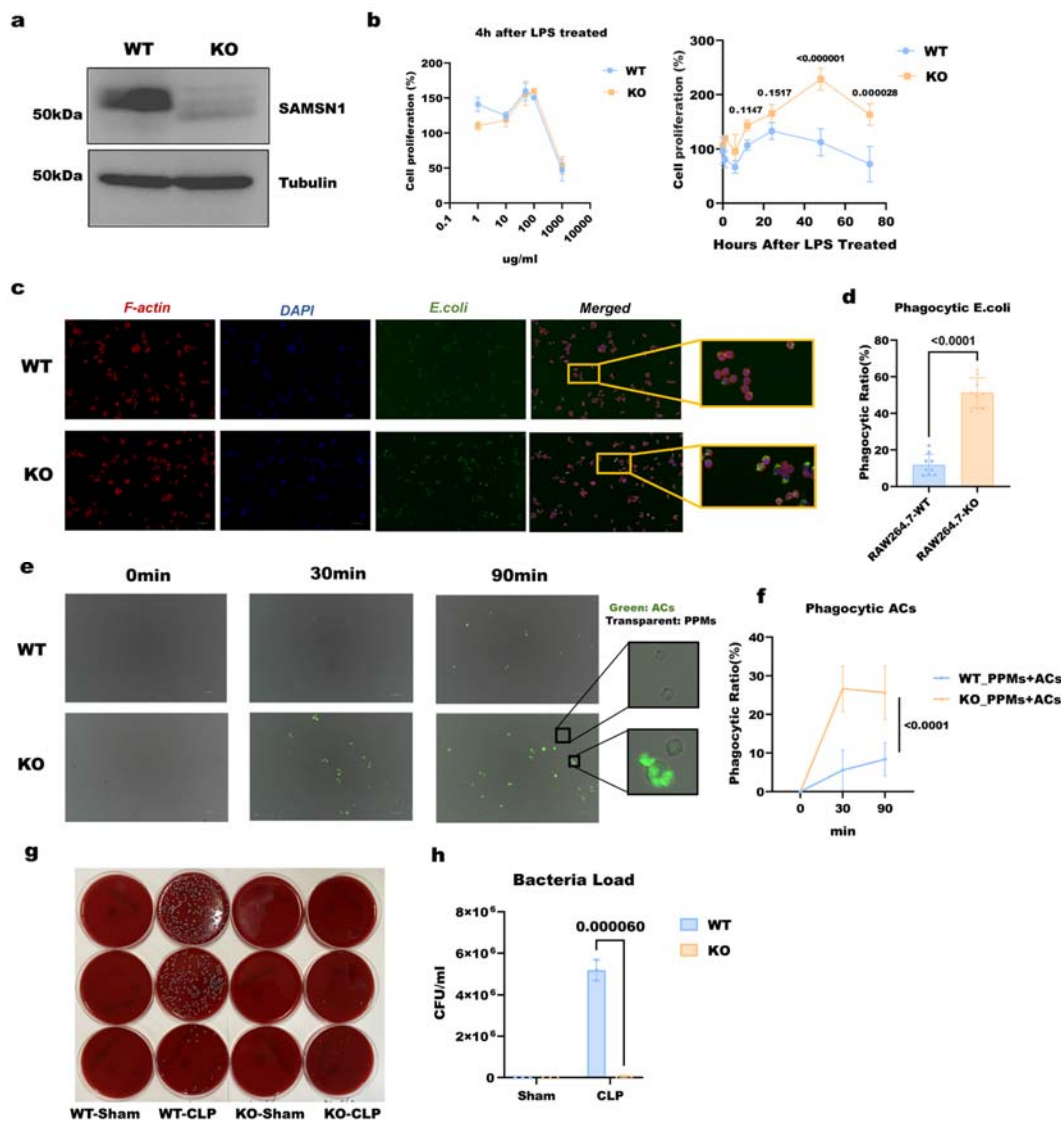 a
WT KO
50kDa
SAMSN1
50kDa
Tubulin
b
4h after LPS treated
Cell proliferation (%)
200
150
100
50
0
0.1
1
10
100
1000
10000
ug/ml
WT
KO
Cell proliferation (%)
300
200
100
0
0 20 40 60 80
Hours After LPS Treated
0.1147
0.1517
<0.000001
0.000028
WT
KO
c
F-actin DAPI E.coli Merged
WT
KO
d
Phagocytic E.coli
<0.0001
Phagocytic Ratio(%)
80
60
40
20
0
RAW264.7-WT
RAW264.7-KO
e
0min 30min 90min
WT
KO
Green: ACs
Transparent: PPMs
f
Phagocytic ACs
Phagocytic Ratio(%)
40
30
20
10
0
0 30 90
min
WT_PPMs+ACs
KO_PPMs+ACs
<0.0001
g
WT-Sham WT-CLP KO-Sham KO-CLP
h
Bacteria Load
CFU/ml
8×10⁶
6×10⁶
4×10⁶
2×10⁶
0
Sham CLP
0.000060
WT
KO